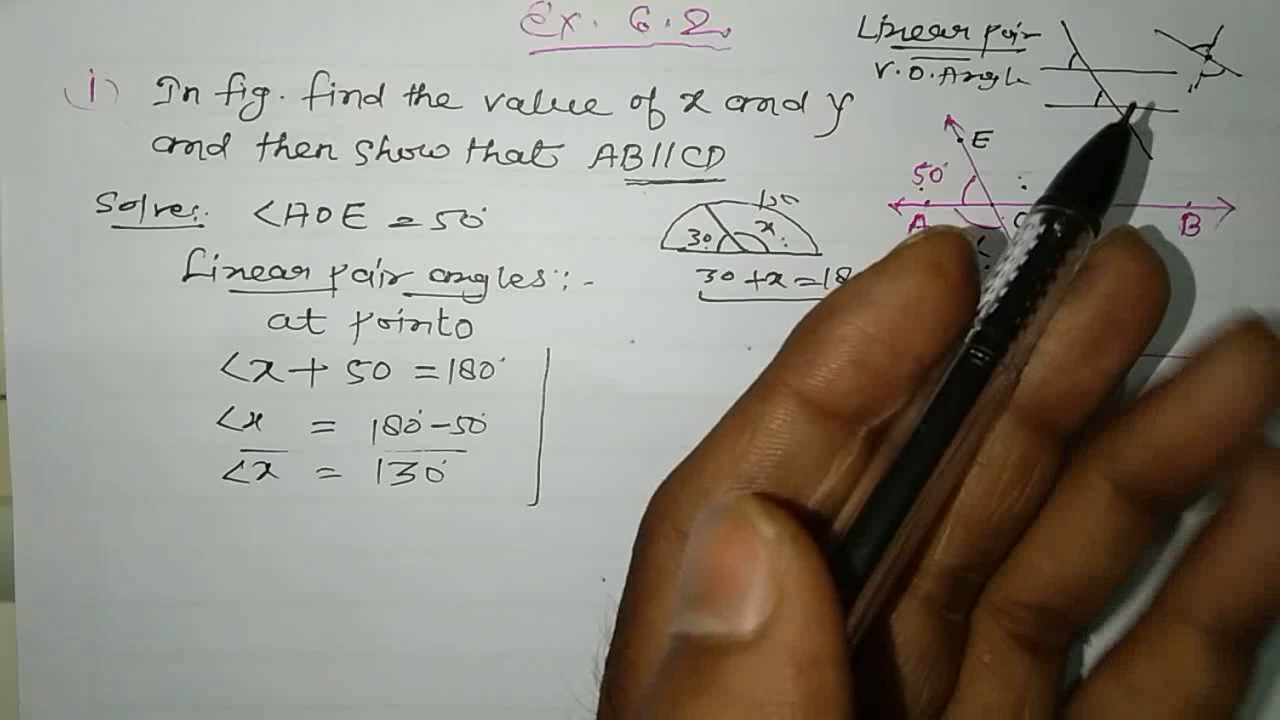 Ex. 6.2.
Linear pair
V.O.Angle
(i) In fig. find the value of x and y
and then show that AB//CD
Solve:. <AOE = 50°
Linear pair angles:-
at point O
<x + 50 = 180°
<x = 180° - 50°
<x = 130°
30 x
30 + x = 18
E
50°
A
B